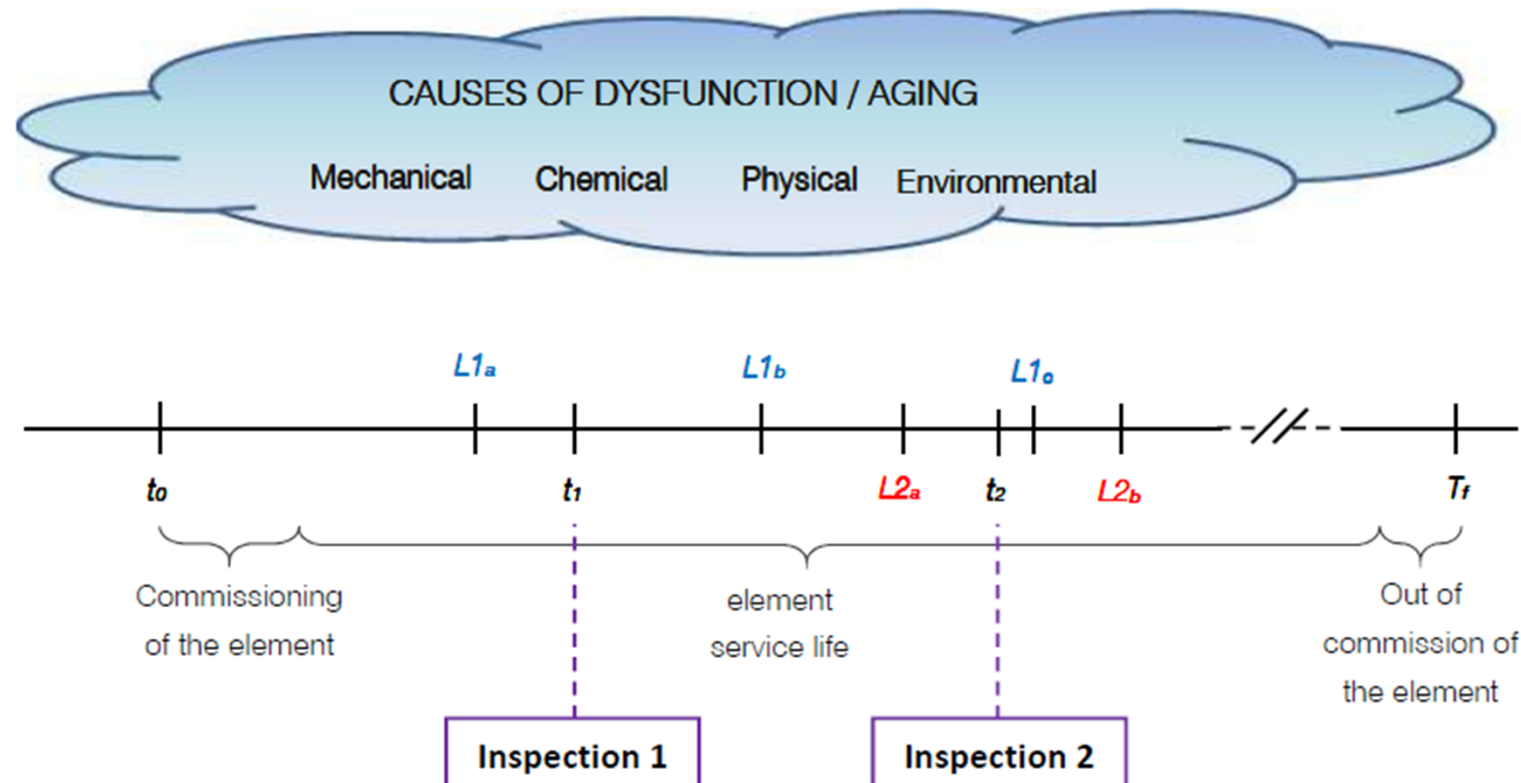 CAUSES OF DYSFUNCTION / AGING
Mechanical Chemical Physical Environmental
L1a L1b L1c
t0 t1 L2a t2 L2b Tf
Commissioning
of the element
element
service life
Out of
commission of
the element
Inspection 1 Inspection 2